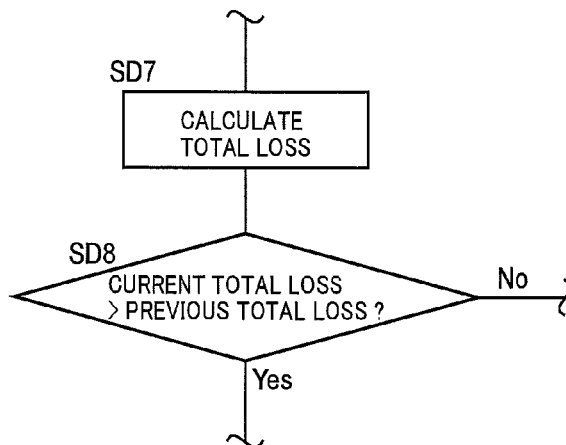 SD7
CALCULATE
TOTAL LOSS
SD8
CURRENT TOTAL LOSS
> PREVIOUS TOTAL LOSS ?
No
Yes